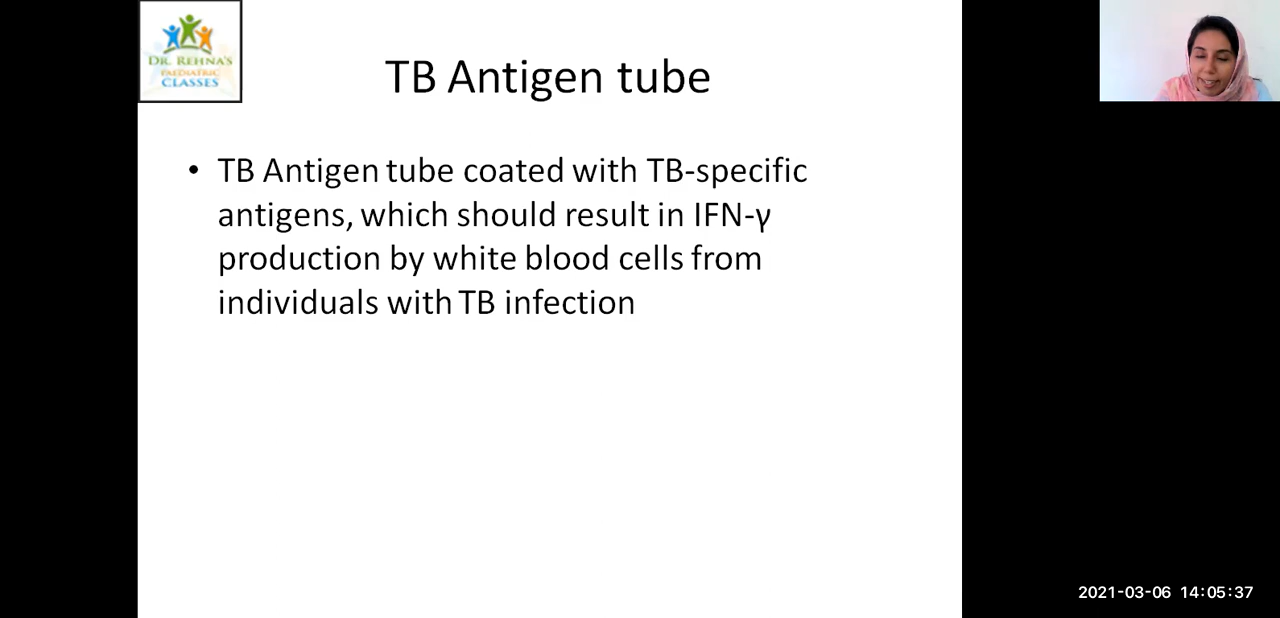 DR. REHNA'S
PAEDIATRIC
CLASSES
TB Antigen tube
• TB Antigen tube coated with TB-specific
antigens, which should result in IFN-γ
production by white blood cells from
individuals with TB infection
2021-03-06 14:05:37